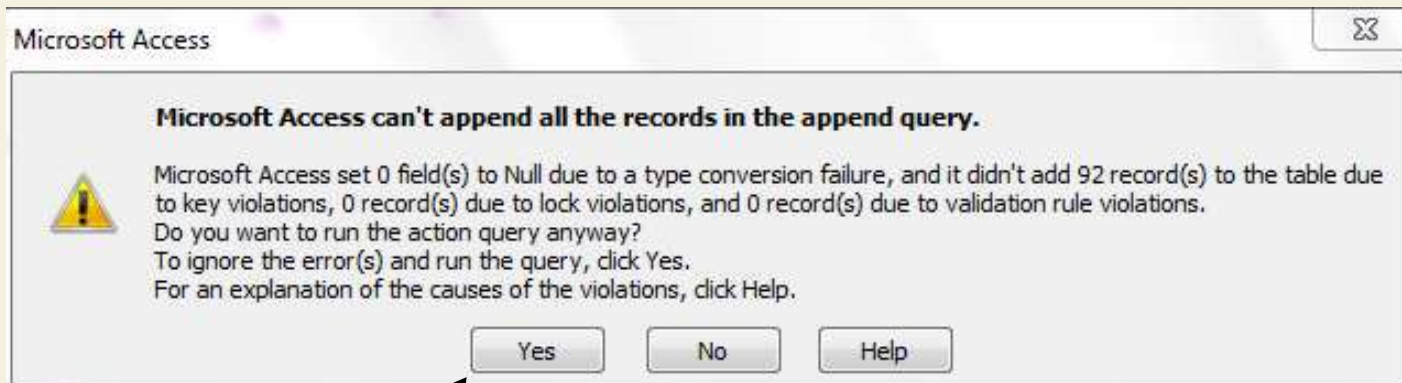 Microsoft Access
Microsoft Access can't append all the records in the append query.
Microsoft Access set 0 field(s) to Null due to a type conversion failure, and it didn't add 92 record(s) to the table due
to key violations, 0 record(s) due to lock violations, and 0 record(s) due to validation rule violations.
Do you want to run the action query anyway?
To ignore the error(s) and run the query, click Yes.
For an explanation of the causes of the violations, click Help.
Yes No Help